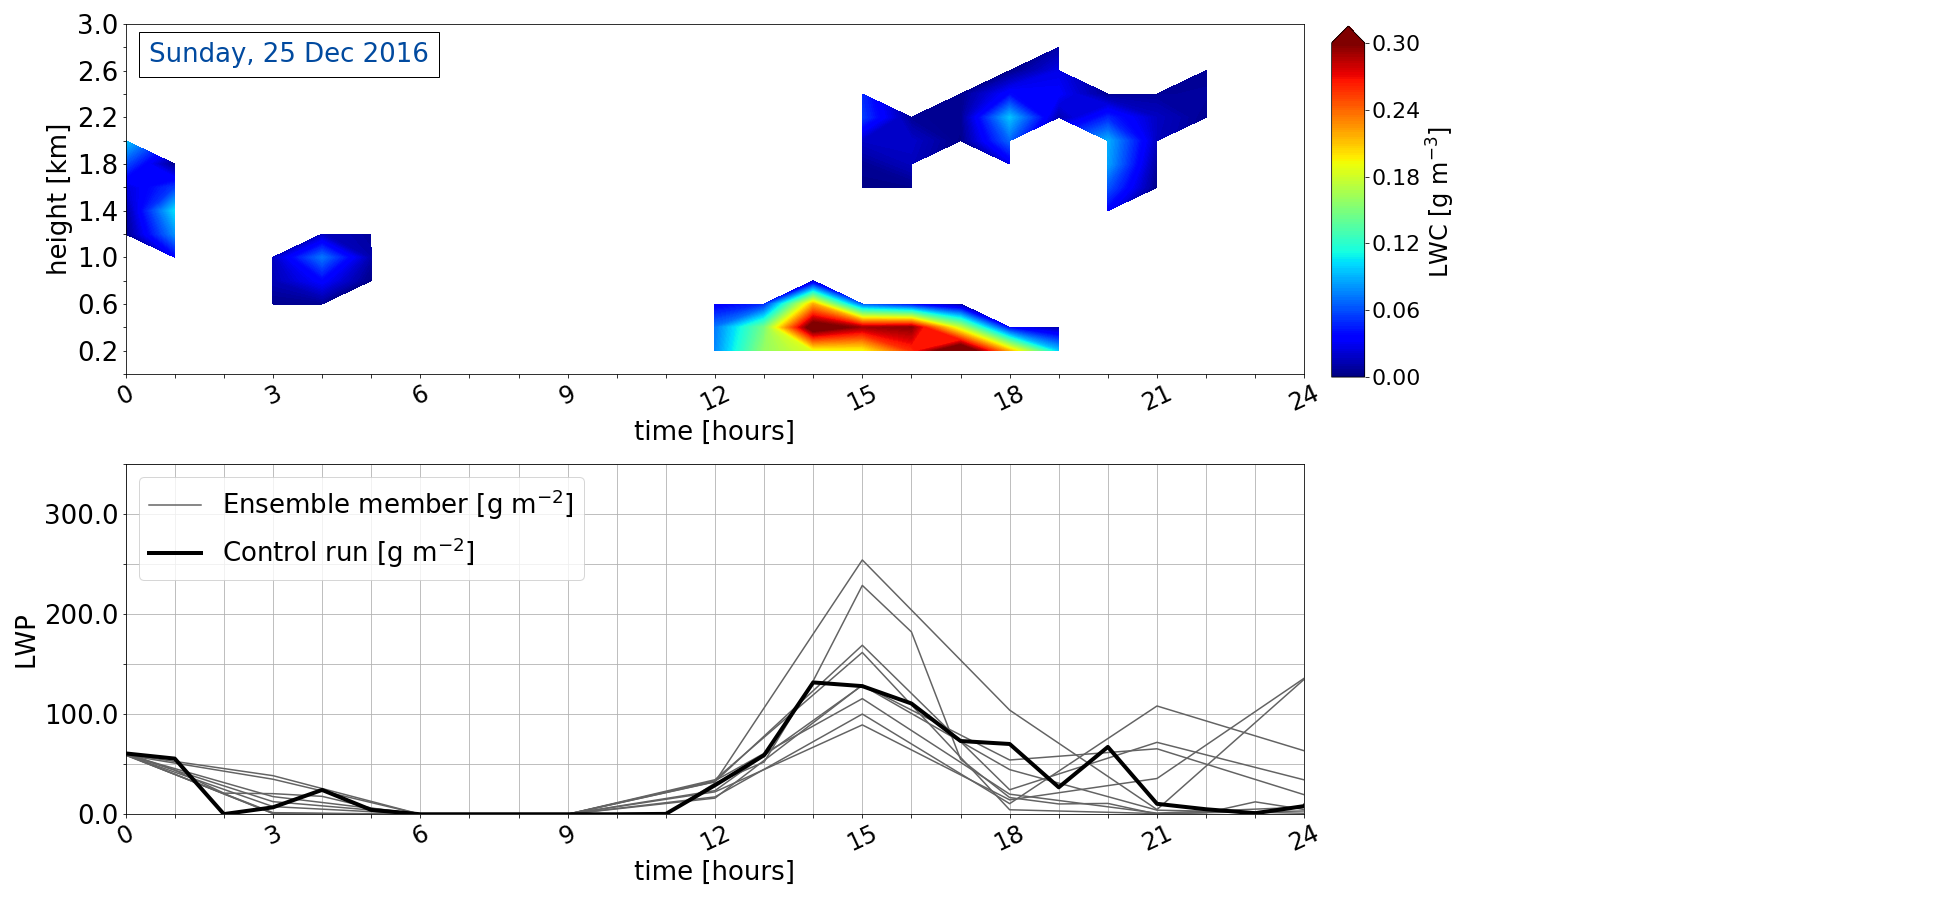 Sunday, 25 Dec 2016
3.0
2.6
2.2
1.8
1.4
1.0
0.6
0.2
height [km]
0 3 6 9 12 15 18 21 24
time [hours]
0.30
0.24
0.18
0.12
0.06
0.00
LWC [g m⁻³]
Ensemble member [g m⁻²]
Control run [g m⁻²]
300.0
200.0
100.0
0.0
LWP
0 3 6 9 12 15 18 21 24
time [hours]